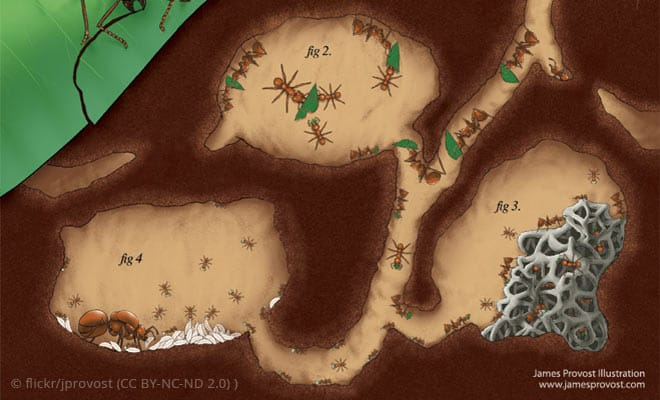 fig 2.
fig 3.
fig 4
James Provost Illustration
www.jamesprovost.com
© flickr/jprovost (CC BY-NC-ND 2.0) )